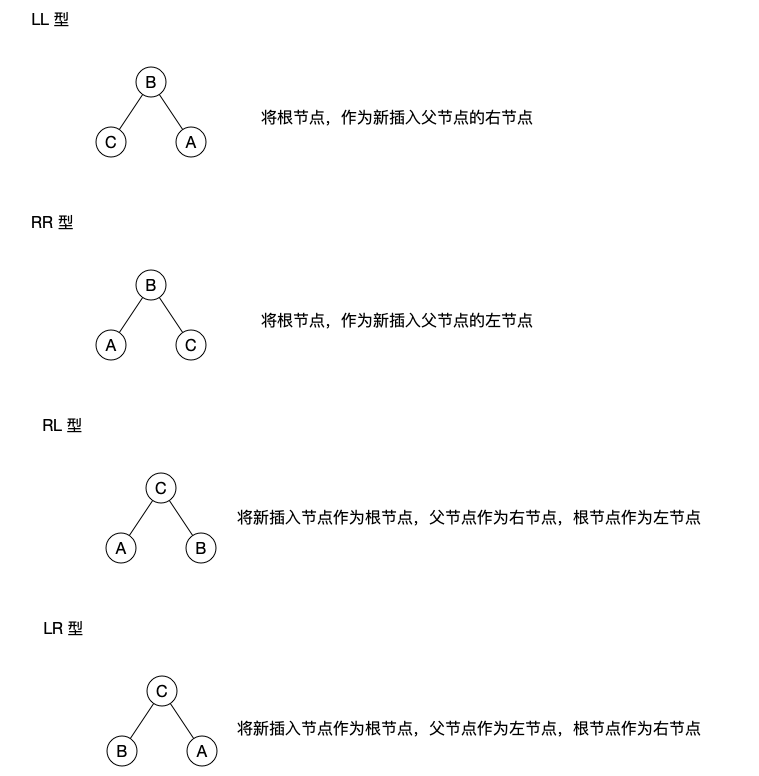 LL 型
B
将根节点，作为新插入父节点的右节点
C A
RR 型
B
将根节点，作为新插入父节点的左节点
A C
RL 型
C
将新插入节点作为根节点，父节点作为右节点，根节点作为左节点
A B
LR 型
C
将新插入节点作为根节点，父节点作为左节点，根节点作为右节点
B A